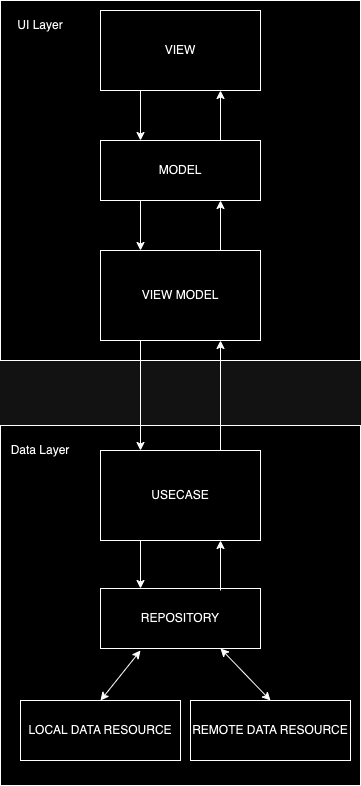 UI Layer
VIEW
MODEL
VIEW MODEL
Data Layer
USECASE
REPOSITORY
LOCAL DATA RESOURCE
REMOTE DATA RESOURCE